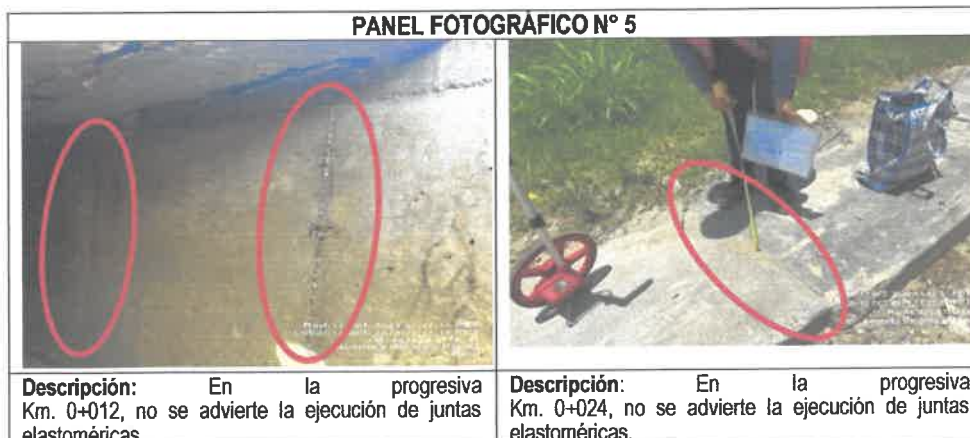 PANEL FOTOGRÁFICO N° 5
Descripción: En la progresiva
Km. 0+012, no se advierte la ejecución de juntas
elastoméricas.
Descripción: En la progresiva
Km. 0+024, no se advierte la ejecución de juntas
elastoméricas.